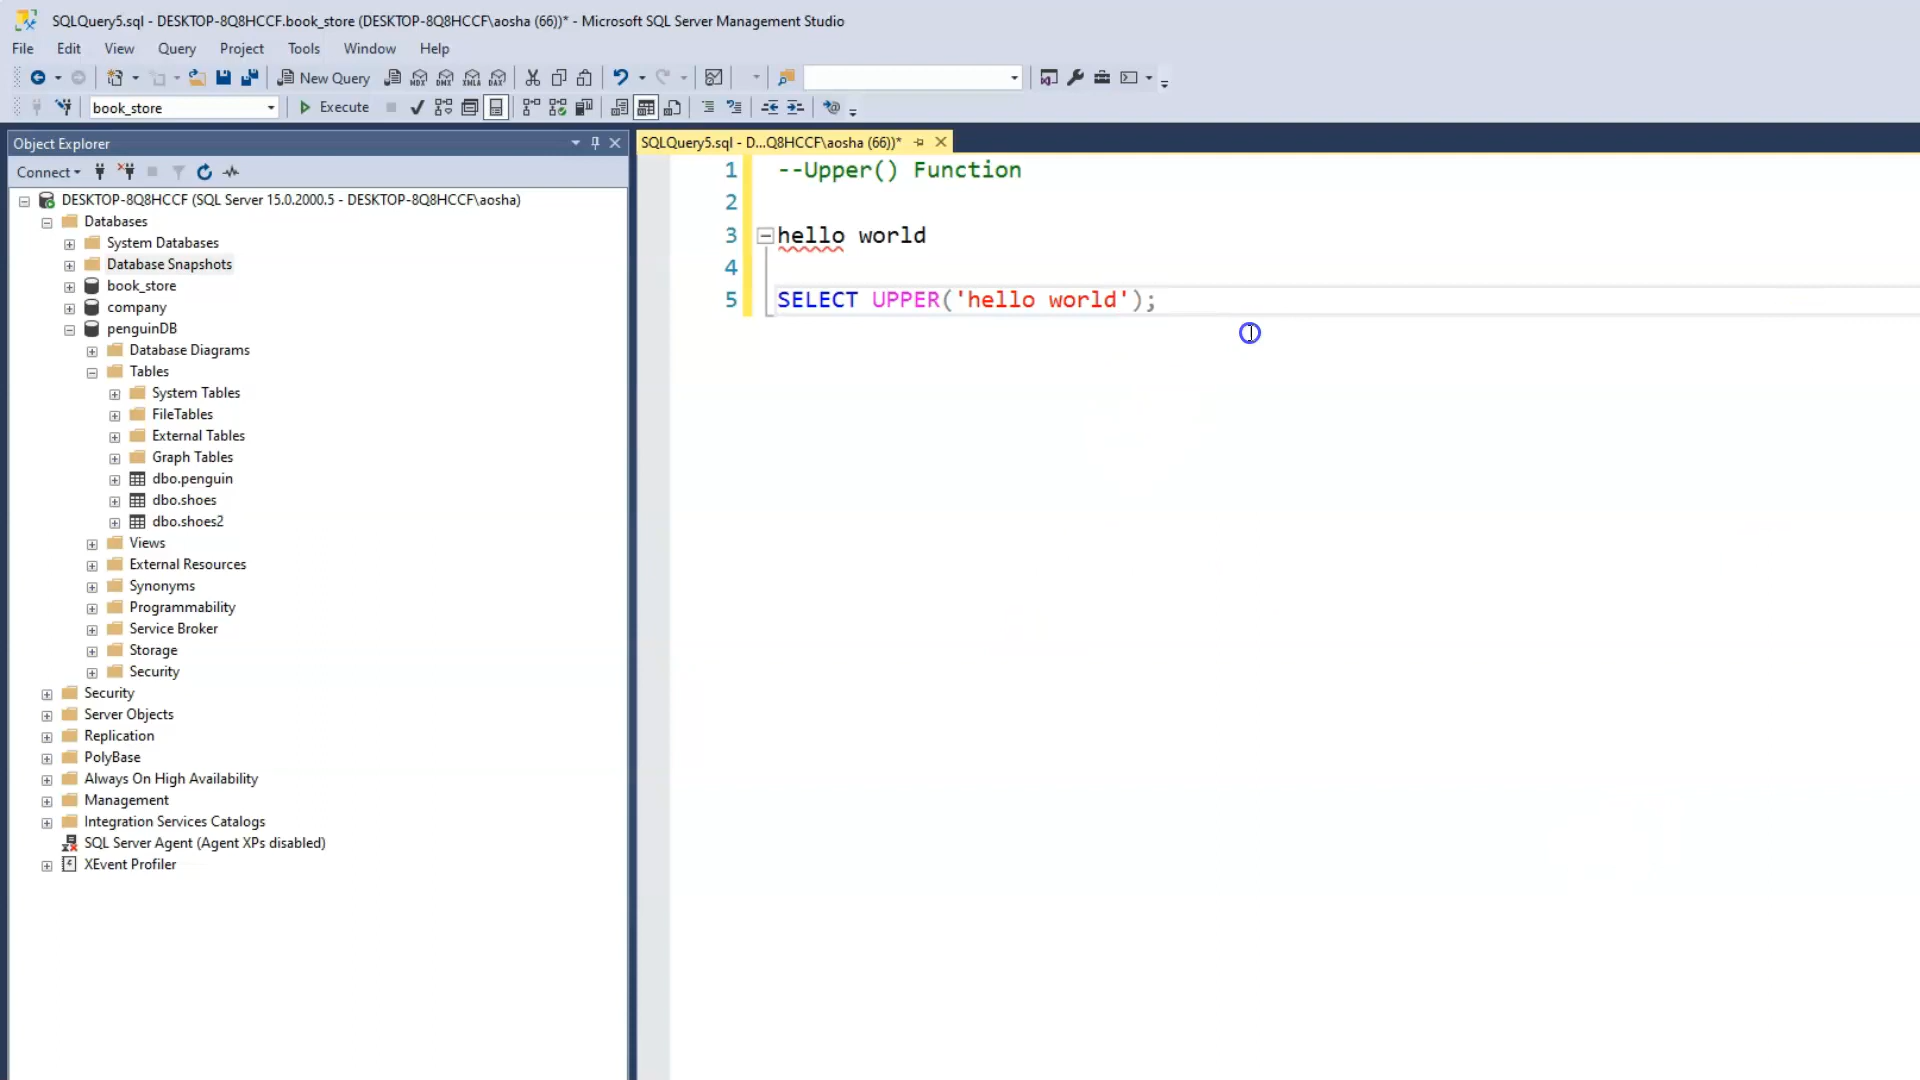 SQLQuery5.sql - DESKTOP-8Q8HCCF.book_store (DESKTOP-8Q8HCCF\aosha (66))* - Microsoft SQL Server Management Studio
File Edit View Query Project Tools Window Help
New Query MDX DMX XMLA DAX
book_store Execute
Object Explorer
Connect
DESKTOP-8Q8HCCF (SQL Server 15.0.2000.5 - DESKTOP-8Q8HCCF\aosha)
Databases
System Databases
Database Snapshots
book_store
company
penguinDB
Database Diagrams
Tables
System Tables
FileTables
External Tables
Graph Tables
dbo.penguin
dbo.shoes
dbo.shoes2
Views
External Resources
Synonyms
Programmability
Service Broker
Storage
Security
Security
Server Objects
Replication
PolyBase
Always On High Availability
Management
Integration Services Catalogs
SQL Server Agent (Agent XPs disabled)
XEvent Profiler
SQLQuery5.sql - D...Q8HCCF\aosha (66))*
1 --Upper() Function
2
3 hello world
4
5 SELECT UPPER('hello world');